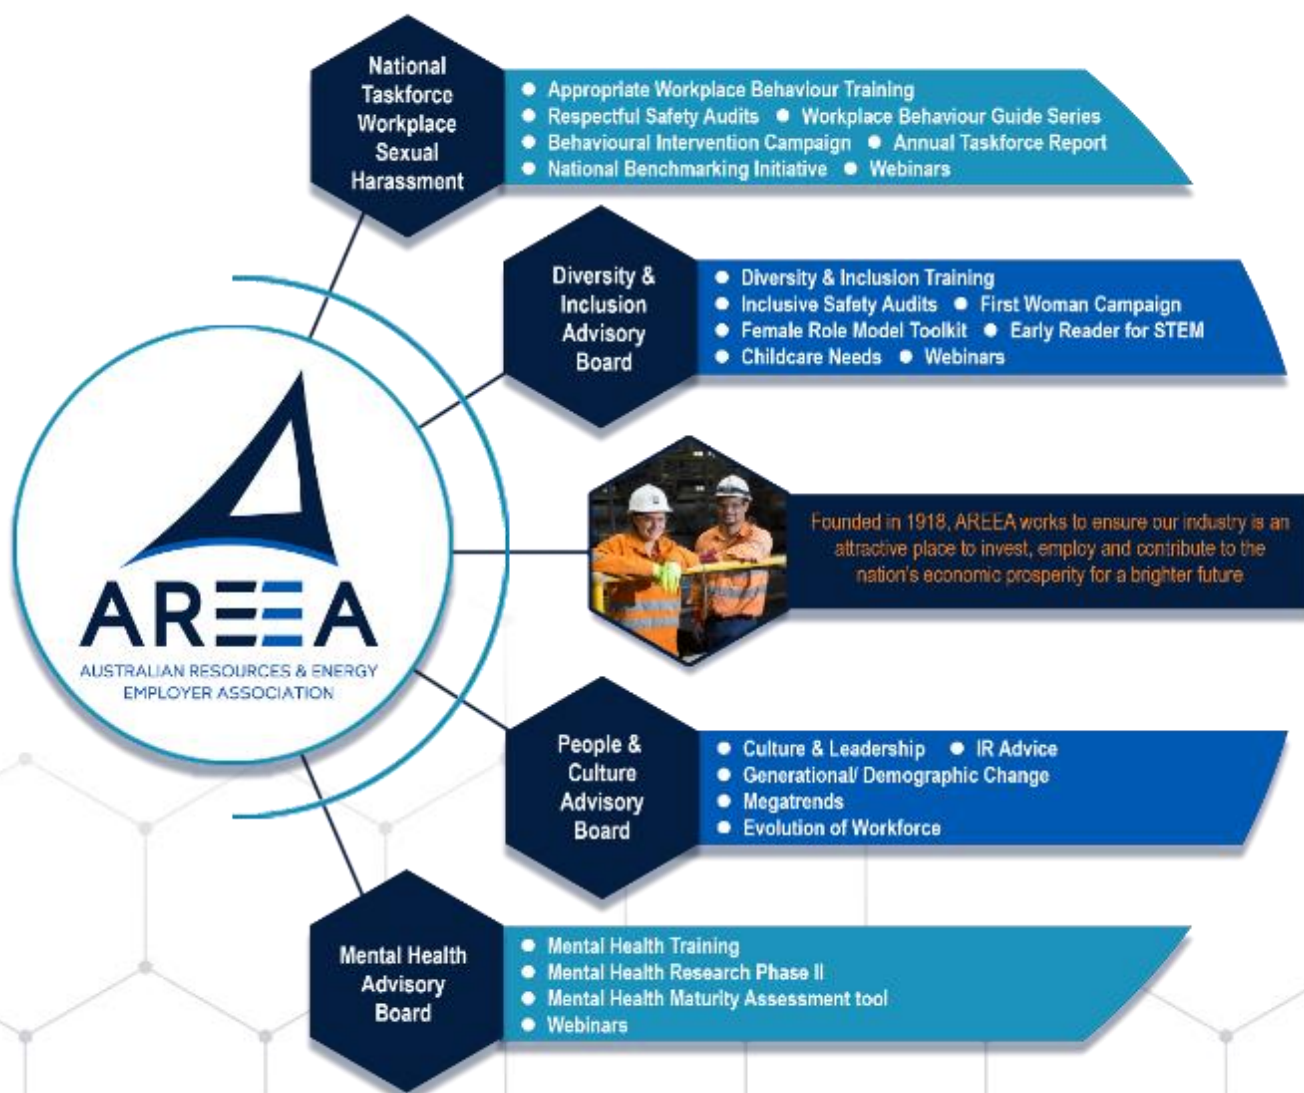 National
Taskforce
Workplace
Sexual
Harassment
● Appropriate Workplace Behaviour Training
● Respectful Safety Audits ● Workplace Behaviour Guide Series
● Behavioural Intervention Campaign ● Annual Taskforce Report
● National Benchmarking Initiative ● Webinars
Diversity &
Inclusion
Advisory
Board
● Diversity & Inclusion Training
● Inclusive Safety Audits ● First Woman Campaign
● Female Role Model Toolkit ● Early Reader for STEM
● Childcare Needs ● Webinars
AREEA
AUSTRALIAN RESOURCES & ENERGY
EMPLOYER ASSOCIATION
Founded in 1918, AREEA works to ensure our industry is an
attractive place to invest, employ and contribute to the
nation's economic prosperity for a brighter future
People &
Culture
Advisory
Board
● Culture & Leadership ● IR Advice
● Generational/ Demographic Change
● Megatrends
● Evolution of Workforce
Mental Health
Advisory
Board
● Mental Health Training
● Mental Health Research Phase II
● Mental Health Maturity Assessment tool
● Webinars